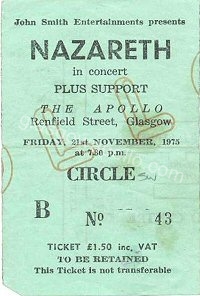 John Smith Entertainments presents
NAZARETH
in concert
PLUS SUPPORT
THE APOLLO
Renfield Street, Glasgow
FRIDAY, 21st NOVEMBER, 1975
at 7.30 p.m.
CIRCLE
B Nº 43
TICKET £1.50 inc. VAT
TO BE RETAINED
This Ticket is not transferable